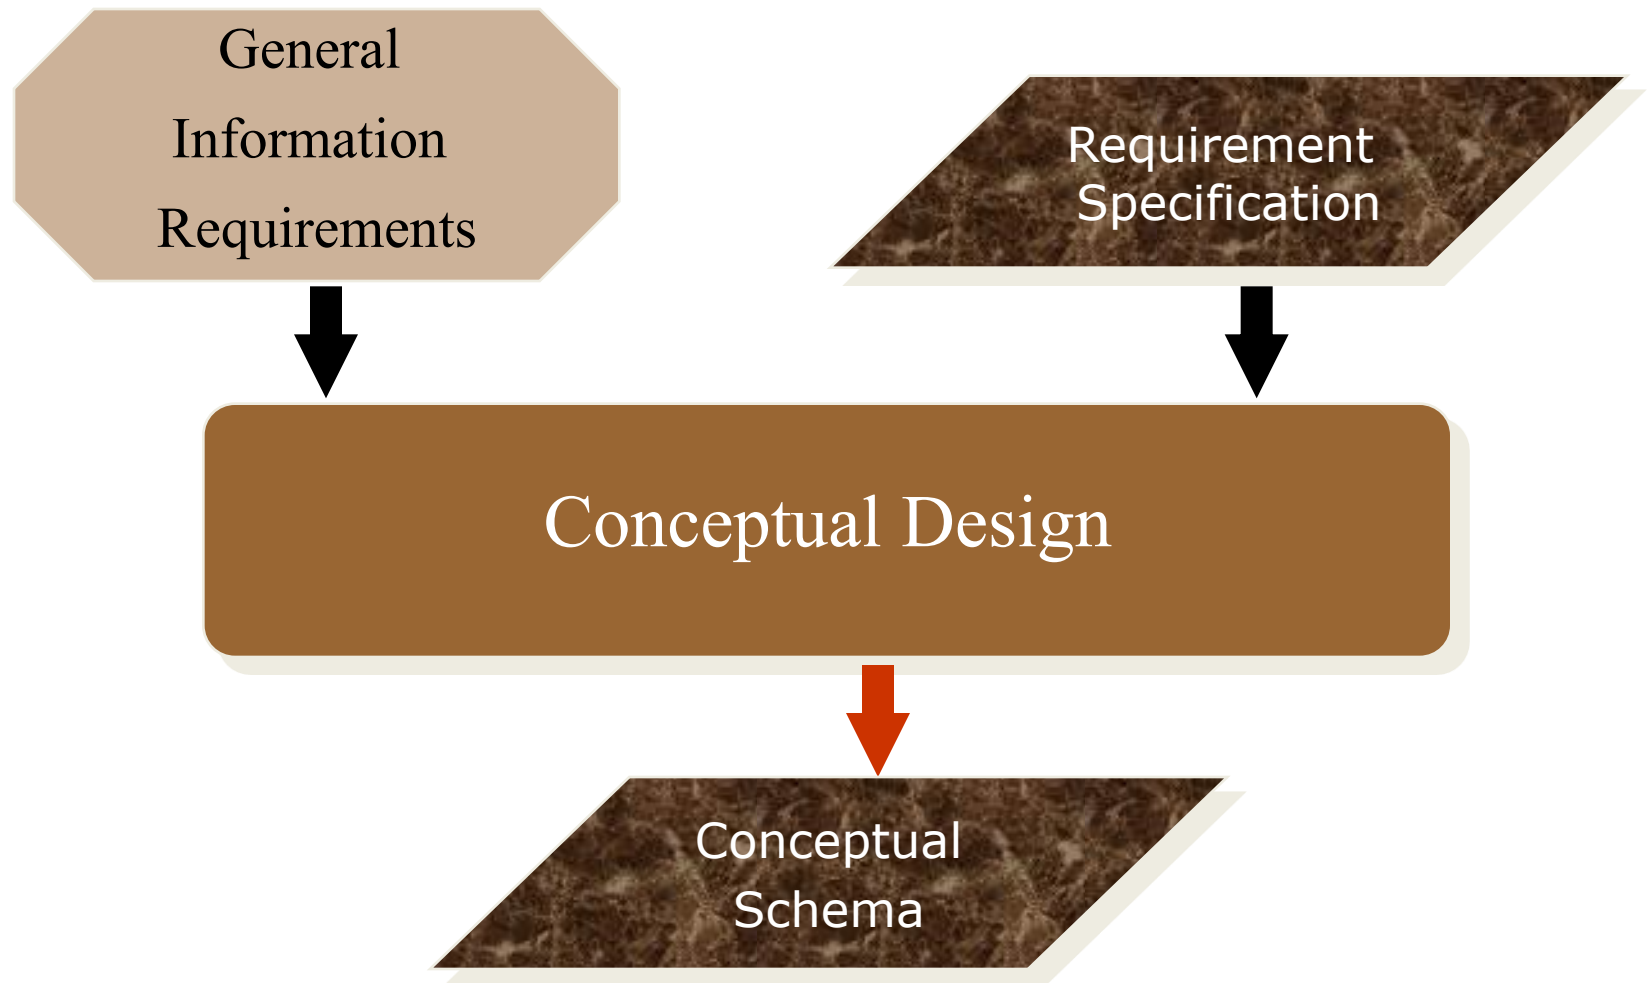 General
Information
Requirements
Requirement
Specification
Conceptual Design
Conceptual
Schema